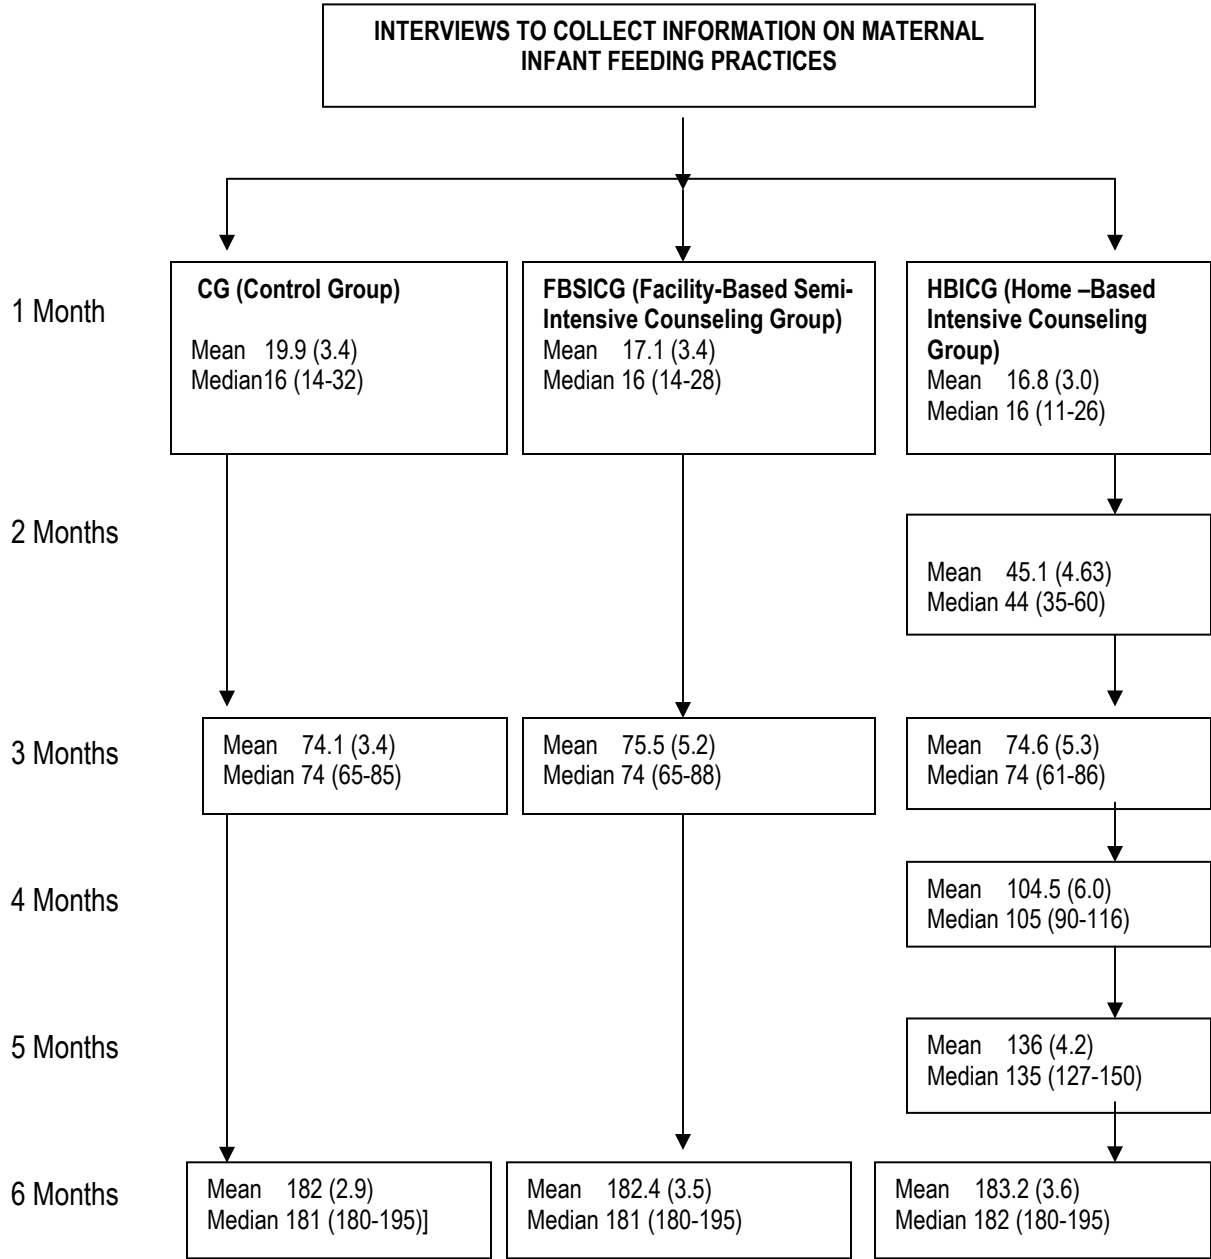 INTERVIEWS TO COLLECT INFORMATION ON MATERNAL
INFANT FEEDING PRACTICES
1 Month
CG (Control Group)
Mean 19.9 (3.4)
Median16 (14-32)
FBSICG (Facility-Based Semi-
Intensive Counseling Group)
Mean 17.1 (3.4)
Median 16 (14-28)
HBICG (Home –Based
Intensive Counseling
Group)
Mean 16.8 (3.0)
Median 16 (11-26)
2 Months
Mean 45.1 (4.63)
Median 44 (35-60)
3 Months
Mean 74.1 (3.4)
Median 74 (65-85)
Mean 75.5 (5.2)
Median 74 (65-88)
Mean 74.6 (5.3)
Median 74 (61-86)
4 Months
Mean 104.5 (6.0)
Median 105 (90-116)
5 Months
Mean 136 (4.2)
Median 135 (127-150)
6 Months
Mean 182 (2.9)
Median 181 (180-195)]
Mean 182.4 (3.5)
Median 181 (180-195)
Mean 183.2 (3.6)
Median 182 (180-195)